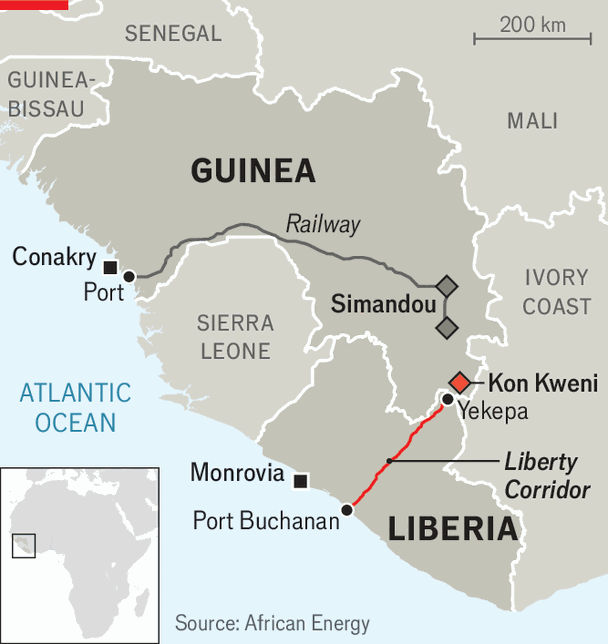 SENEGAL
200 km
GUINEA-
BISSAU
MALI
GUINEA
Railway
Conakry
Port
Simandou
IVORY
COAST
SIERRA
LEONE
ATLANTIC
OCEAN
Kon Kweni
Yekepa
Liberty
Corridor
Monrovia
Port Buchanan
LIBERIA
Source: African Energy